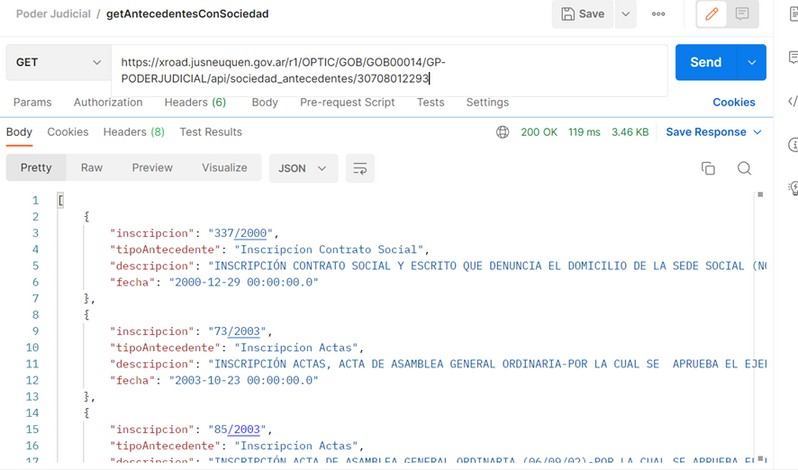 Poder Judicial / getAntecedentesConSociedad
Save
GET
https://xroad.jusneuquen.gov.ar/r1/OPTIC/GOB/GOB00014/GP-
PODERJUDICIAL/api/sociedad_antecedentes/30708012293
Send
Params Authorization Headers (6) Body Pre-request Script Tests Settings Cookies
Body Cookies Headers (8) Test Results 200 OK 119 ms 3.46 KB Save Response
Pretty Raw Preview Visualize JSON
1 [
2 {
3 "inscripcion": "337/2000",
4 "tipoAntecedente": "Inscripcion Contrato Social",
5 "descripcion": "INSCRIPCIÓN CONTRATO SOCIAL Y ESCRITO QUE DENUNCIA EL DOMICILIO DE LA SEDE SOCIAL (NO
6 "fecha": "2000-12-29 00:00:00.0"
7 },
8 {
9 "inscripcion": "73/2003",
10 "tipoAntecedente": "Inscripcion Actas",
11 "descripcion": "INSCRIPCIÓN ACTAS, ACTA DE ASAMBLEA GENERAL ORDINARIA-POR LA CUAL SE APRUEBA EL EJER
12 "fecha": "2003-10-23 00:00:00.0"
13 },
14 {
15 "inscripcion": "85/2003",
16 "tipoAntecedente": "Inscripcion Actas",
17 "descripcion": "INSCRIPCIÓN ACTA DE ASAMBLEA GENERAL ORDINARIA (06/09/02)-POR LA CUAL SE APRUEBA EL